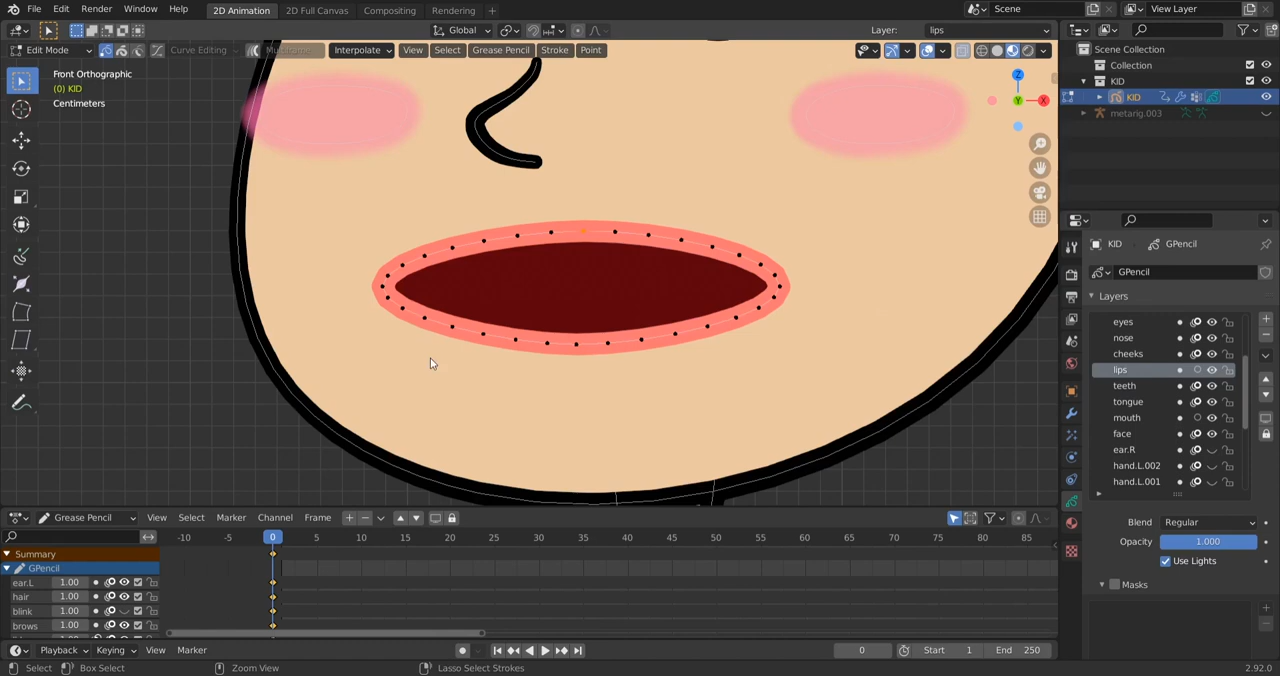 File Edit Render Window Help 2D Animation 2D Full Canvas Compositing Rendering + Scene View Layer
Global Layer: lips
Edit Mode Curve Editing Interpolate View Select Grease Pencil Stroke Point
Front Orthographic
(0) KID
Centimeters
Z
Y
X
Scene Collection
Collection
KID
KID
metarig.003
KID GPencil
GPencil
Layers
eyes
nose
cheeks
lips
teeth
tongue
mouth
face
ear.R
hand.L.002
hand.L.001
Blend Regular
Opacity 1.000
Use Lights
Masks
Grease Pencil View Select Marker Channel Frame
-10 -5 0 5 10 15 20 25 30 35 40 45 50 55 60 65 70 75 80 85
Summary
GPencil
ear.L 1.00
hair 1.00
blink 1.00
brows 1.00
Playback Keying View Marker 0 Start 1 End 250
Select Box Select Zoom View Lasso Select Strokes 2.92.0